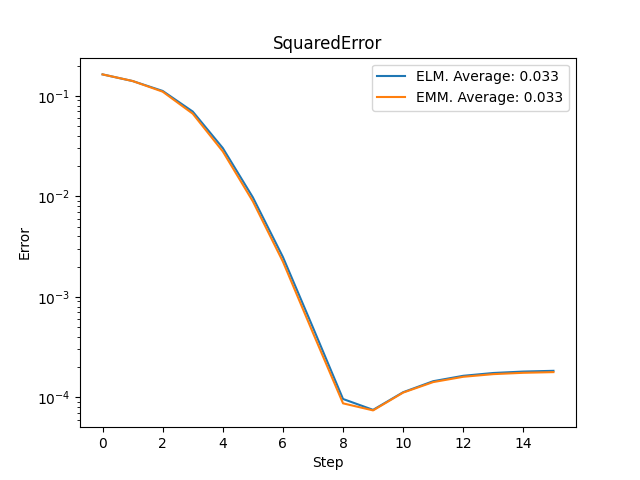 SquaredError
ELM. Average: 0.033
EMM. Average: 0.033
Error
10⁻¹
10⁻²
10⁻³
10⁻⁴
0 2 4 6 8 10 12 14
Step